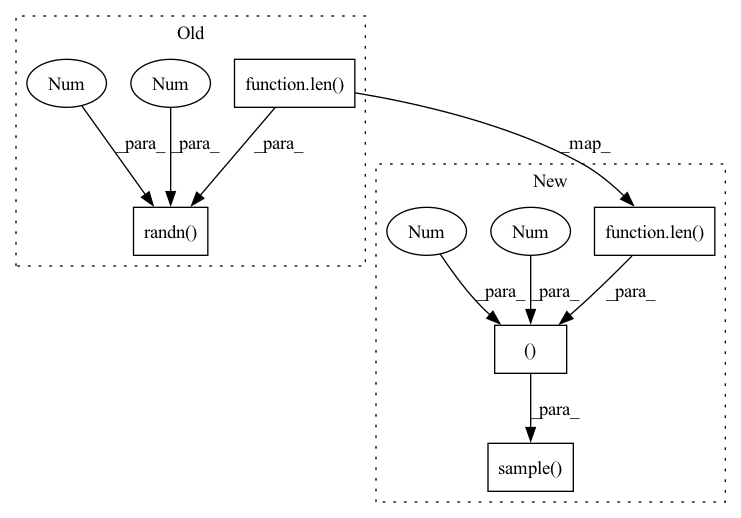 Old
Num
Num
function.len()
_para_
_para_
_para_
_map_
randn()
New
Num
Num
function.len()
_para_
_para_
_para_
()
_para_
sample()